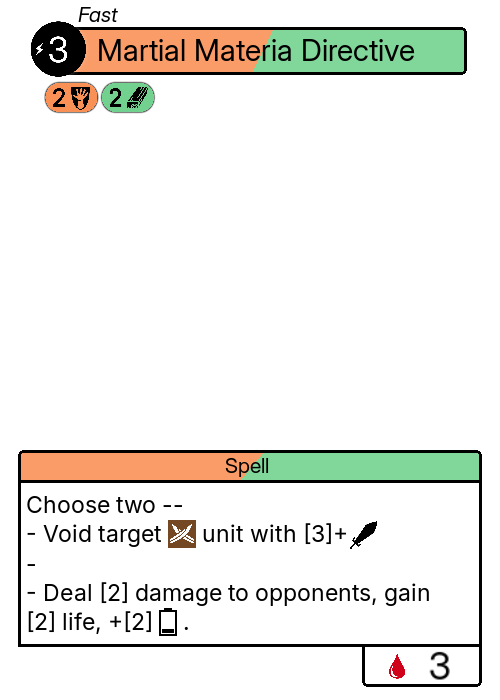 Fast
3 Martial Materia Directive
2 2
Spell
Choose two --
- Void target unit with [3]+
-
- Deal [2] damage to opponents, gain
[2] life, +[2] .
3